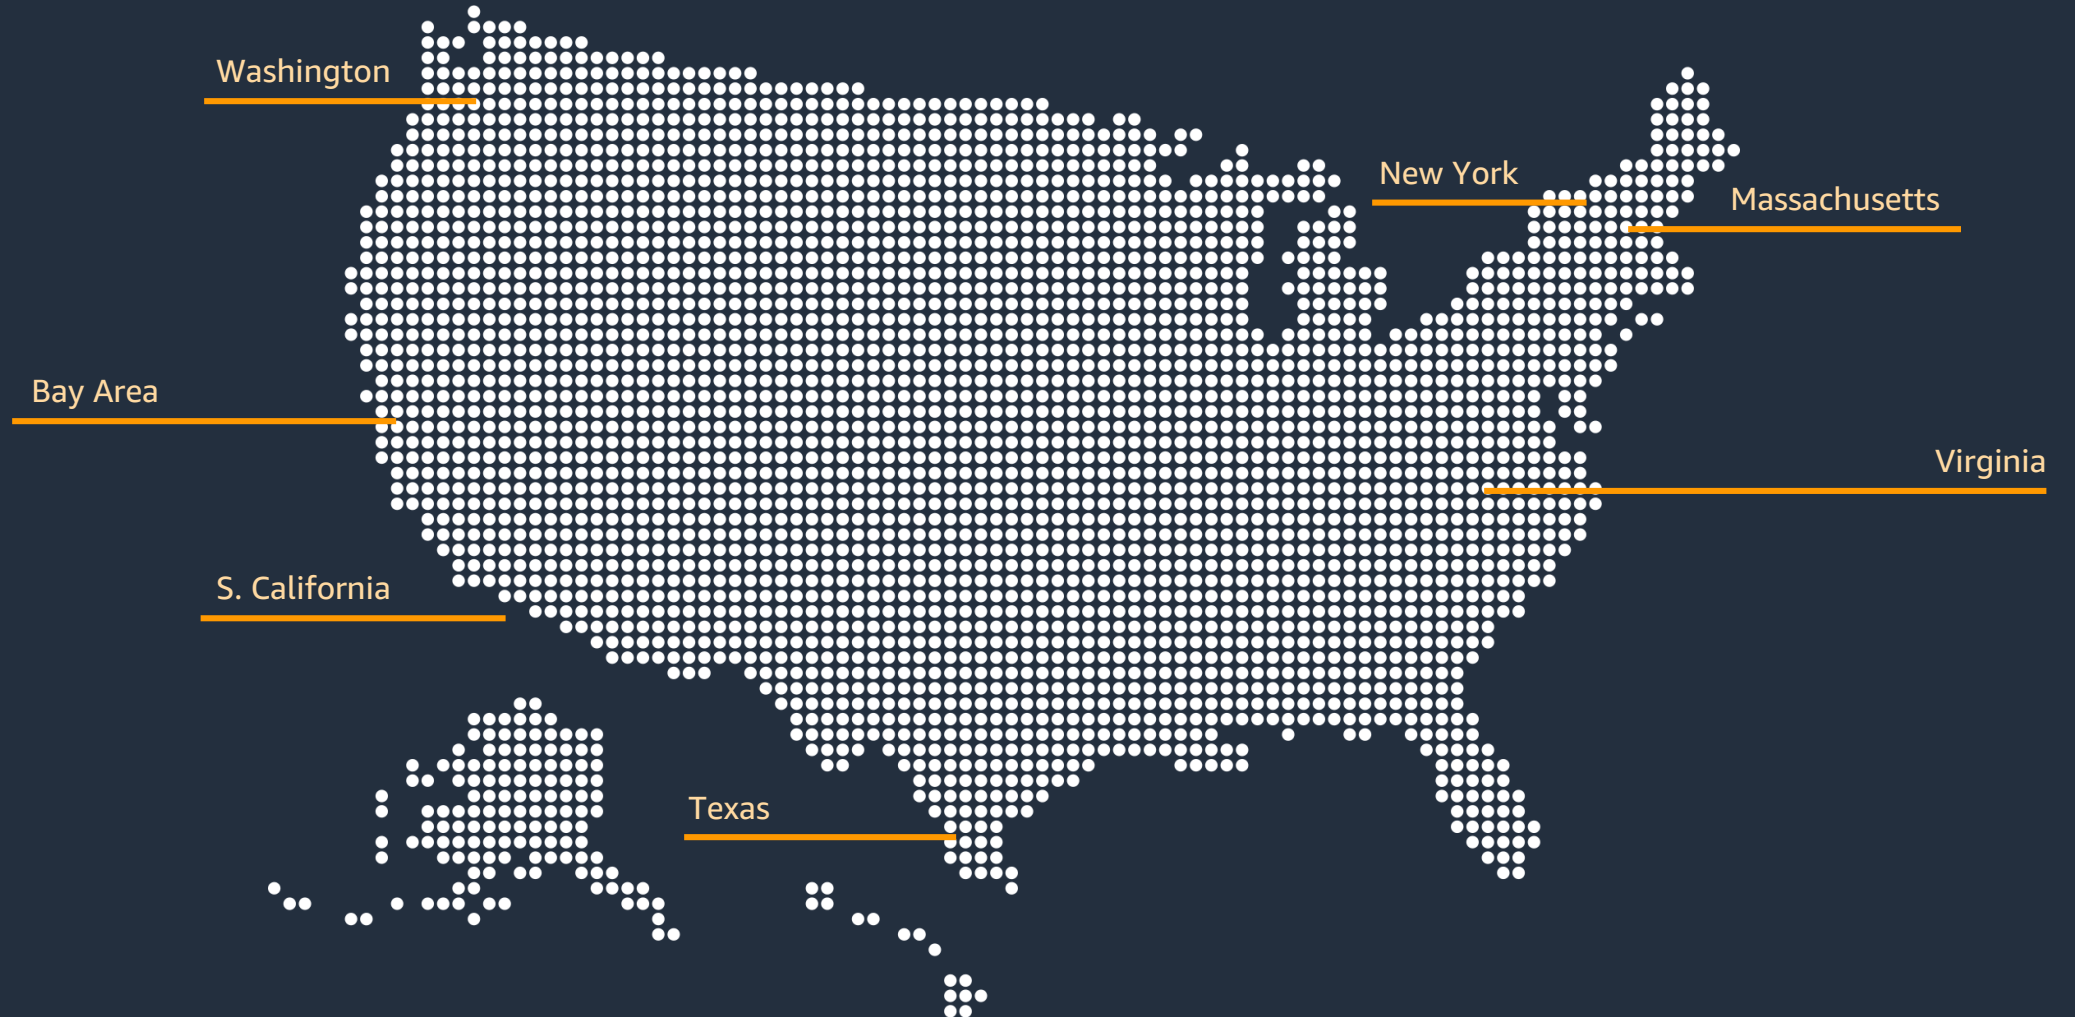 Washington
New York
Massachusetts
Bay Area
Virginia
S. California
Texas